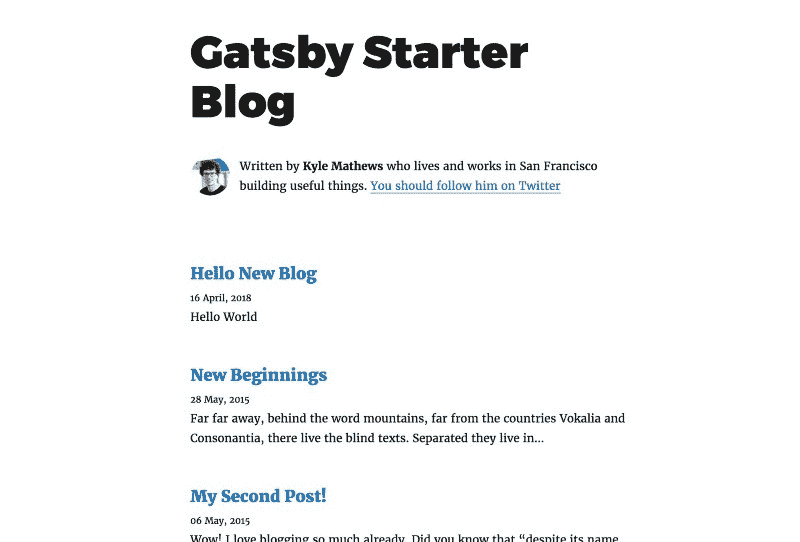 Gatsby Starter
Blog
Written by Kyle Mathews who lives and works in San Francisco
building useful things. You should follow him on Twitter
Hello New Blog
16 April, 2018
Hello World
New Beginnings
28 May, 2015
Far far away, behind the word mountains, far from the countries Vokalia and
Consonantia, there live the blind texts. Separated they live in...
My Second Post!
06 May, 2015
Wow! I love blogging so much already. Did you know that “despite its name,